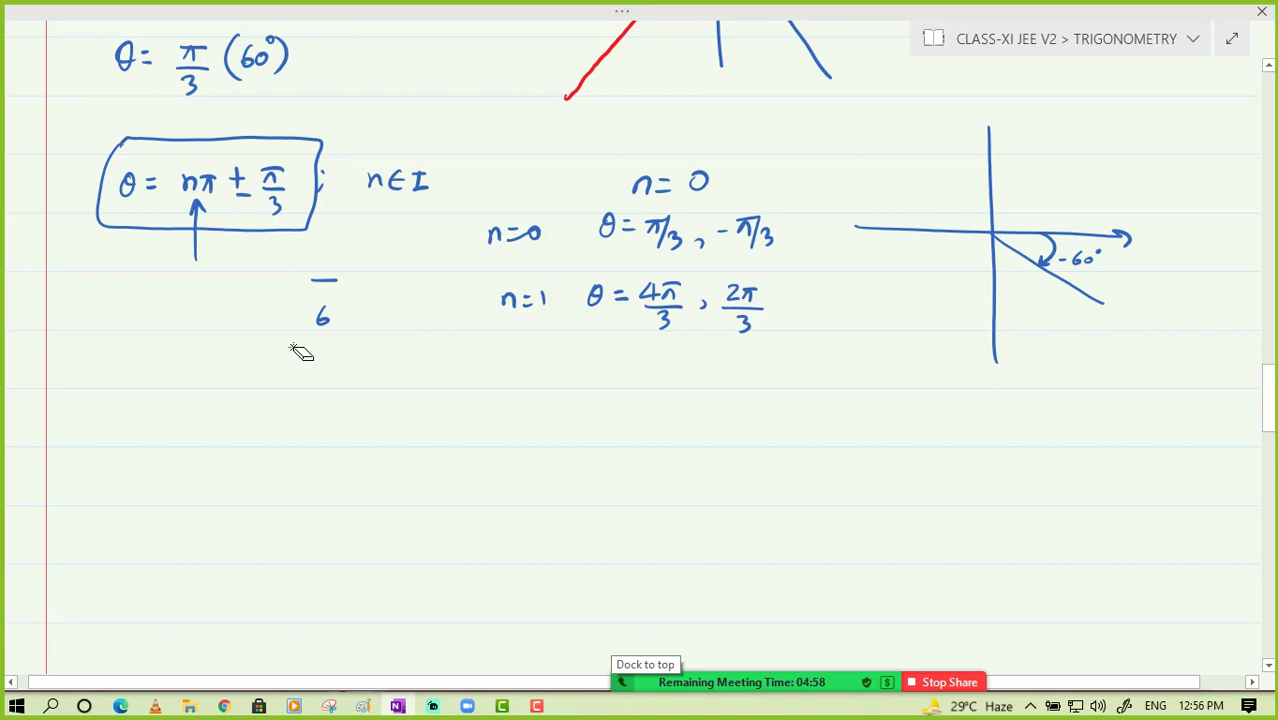 CLASS-XI JEE V2 > TRIGONOMETRY
θ = π/3 (60°)
θ = nπ ± π/3 ; n ∈ I
n = 0
n=0 θ = π/3 , - π/3
-60°
n=1 θ = 4π/3 , 2π/3
6
Dock to top
Remaining Meeting Time: 04:58
Stop Share
29°C Haze
12:56 PM